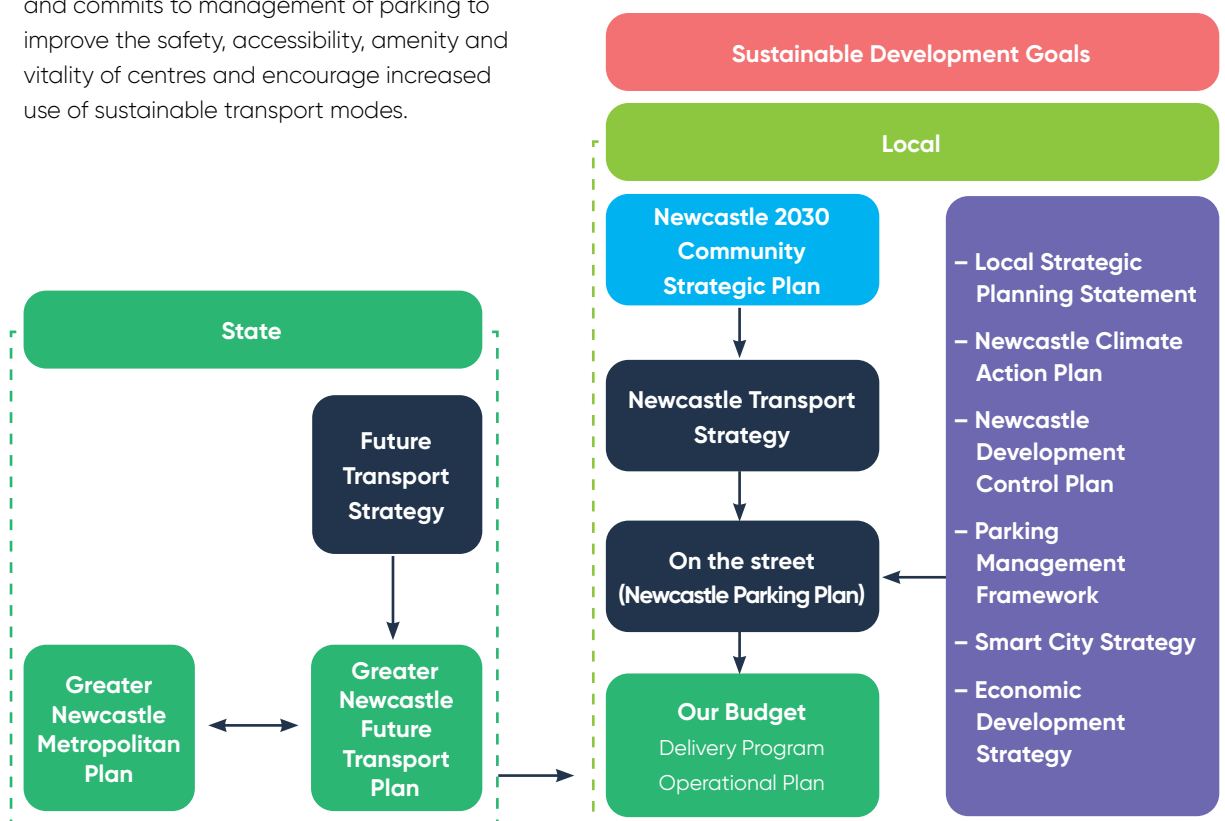 and commits to management of parking to
improve the safety, accessibility, amenity and
vitality of centres and encourage increased
use of sustainable transport modes.
State
Future
Transport
Strategy
Greater
Newcastle
Metropolitan
Plan
Greater
Newcastle
Future
Transport
Plan
Sustainable Development Goals
Local
Newcastle 2030
Community
Strategic Plan
Newcastle Transport
Strategy
On the street
(Newcastle Parking Plan)
Our Budget
Delivery Program
Operational Plan
– Local Strategic
Planning Statement
– Newcastle Climate
Action Plan
– Newcastle
Development
Control Plan
– Parking
Management
Framework
– Smart City Strategy
– Economic
Development
Strategy